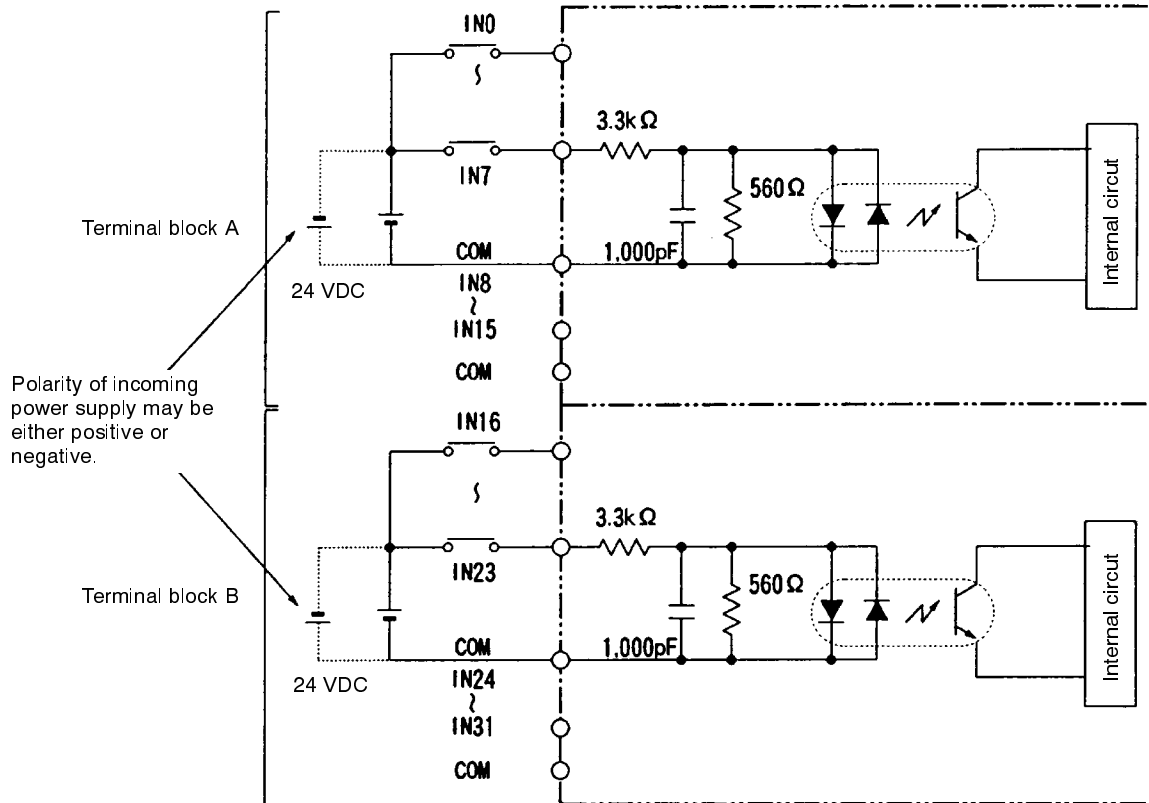 IN0
3.3kΩ
IN7
560Ω
Terminal block A
COM
1,000pF
24 VDC
IN8
IN15
COM
Internal circut
Polarity of incoming
power supply may be
either positive or
negative.
IN16
3.3kΩ
IN23
560Ω
Terminal block B
COM
1,000pF
24 VDC
IN24
IN31
COM
Internal circut